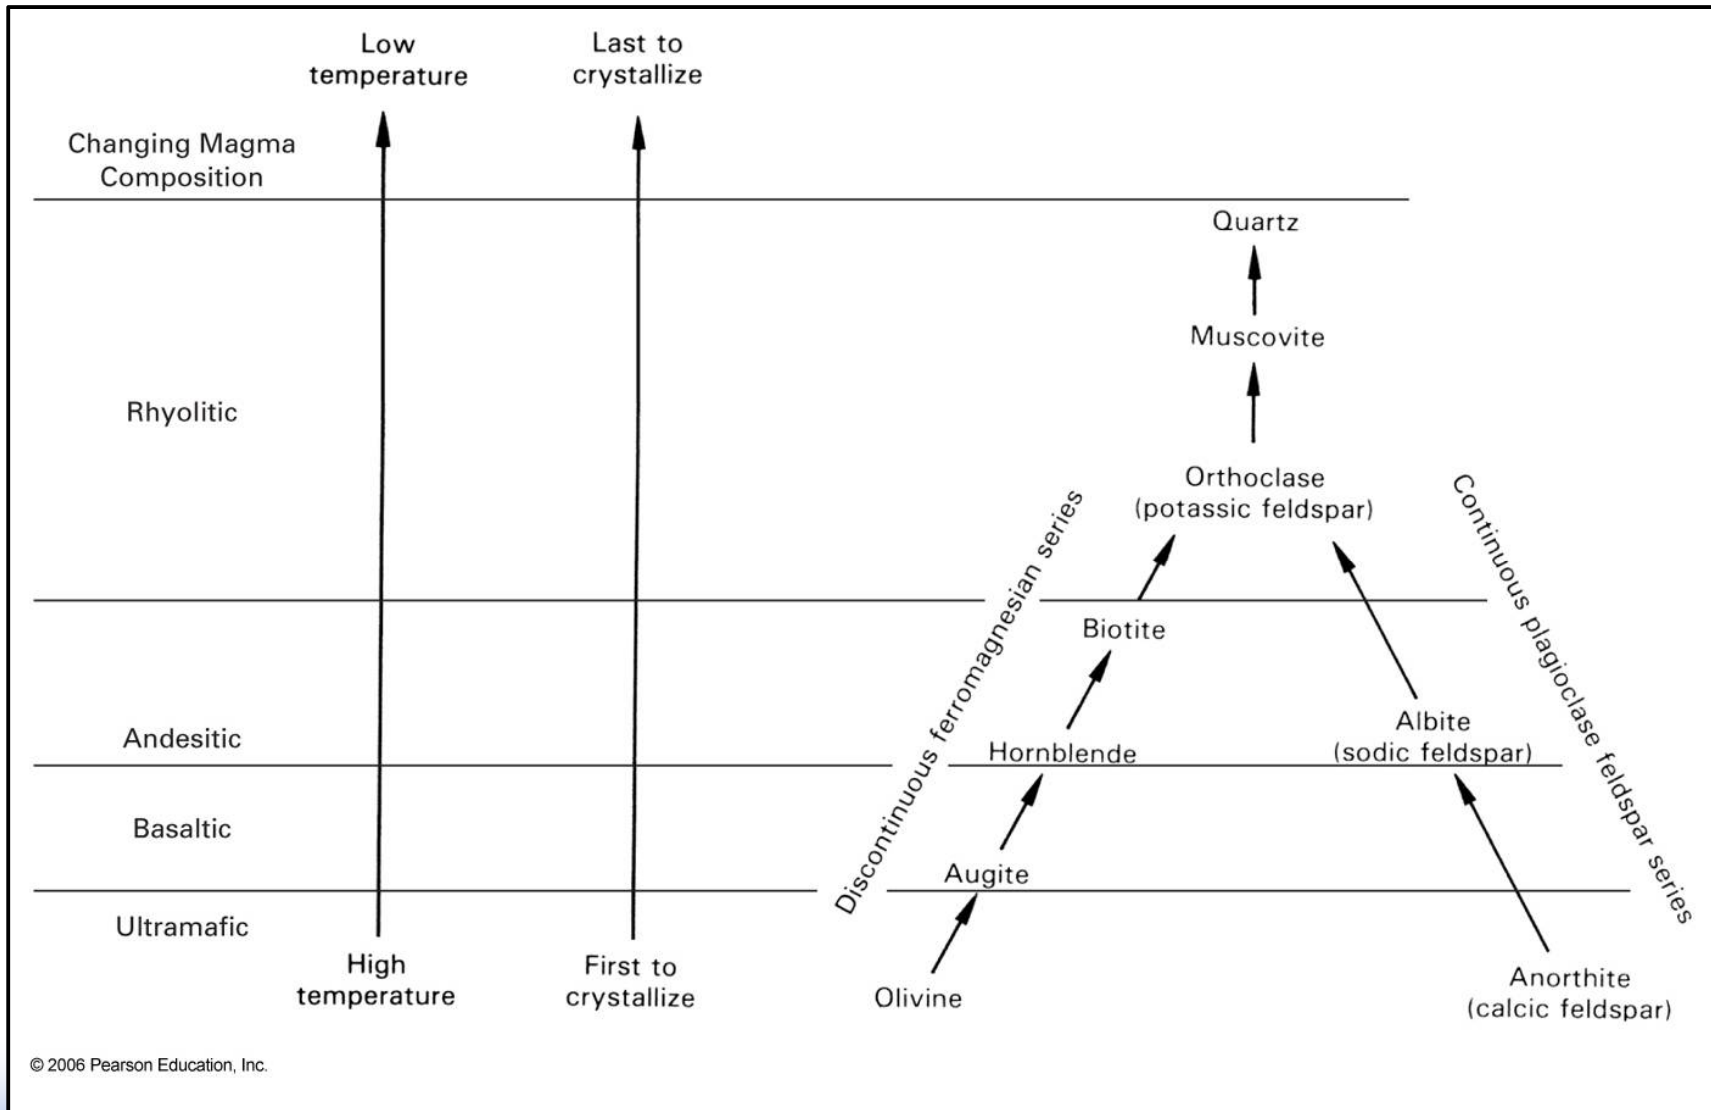 Low
temperature
Last to
crystallize
Changing Magma
Composition
Quartz
Muscovite
Rhyolitic
Orthoclase
(potassic feldspar)
Discontinuous ferromagnesian series
Continuous plagioclase feldspar series
Biotite
Andesitic
Hornblende
Albite
(sodic feldspar)
Basaltic
Augite
Ultramafic
High
temperature
First to
crystallize
Olivine
Anorthite
(calcic feldspar)
© 2006 Pearson Education, Inc.